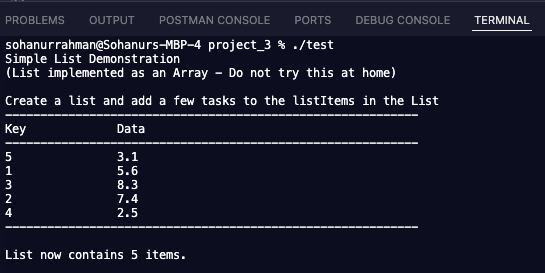 PROBLEMS OUTPUT POSTMAN CONSOLE PORTS DEBUG CONSOLE TERMINAL
sohanurrahman@Sohanurs-MBP-4 project_3 % ./test
Simple List Demonstration
(List implemented as an Array - Do not try this at home)
Create a list and add a few tasks to the listItems in the List
-----------------------------------------------------------
Key Data
-----------------------------------------------------------
5 3.1
1 5.6
3 8.3
2 7.4
4 2.5
-----------------------------------------------------------
List now contains 5 items.